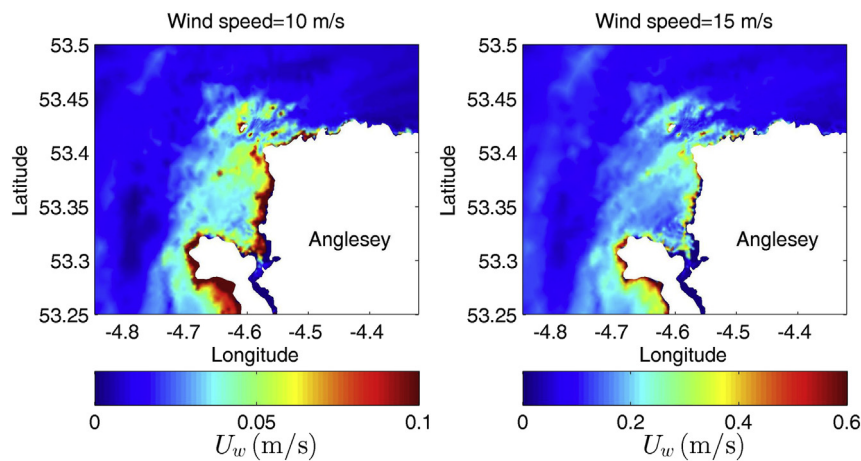 Wind speed=10 m/s
53.5
53.45
53.4
53.35
53.3
53.25
Latitude
Anglesey
-4.8 -4.7 -4.6 -4.5 -4.4
Longitude
0 0.05 0.1
U_w (m/s)
Wind speed=15 m/s
53.5
53.45
53.4
53.35
53.3
53.25
Latitude
Anglesey
-4.8 -4.7 -4.6 -4.5 -4.4
Longitude
0 0.2 0.4 0.6
U_w (m/s)